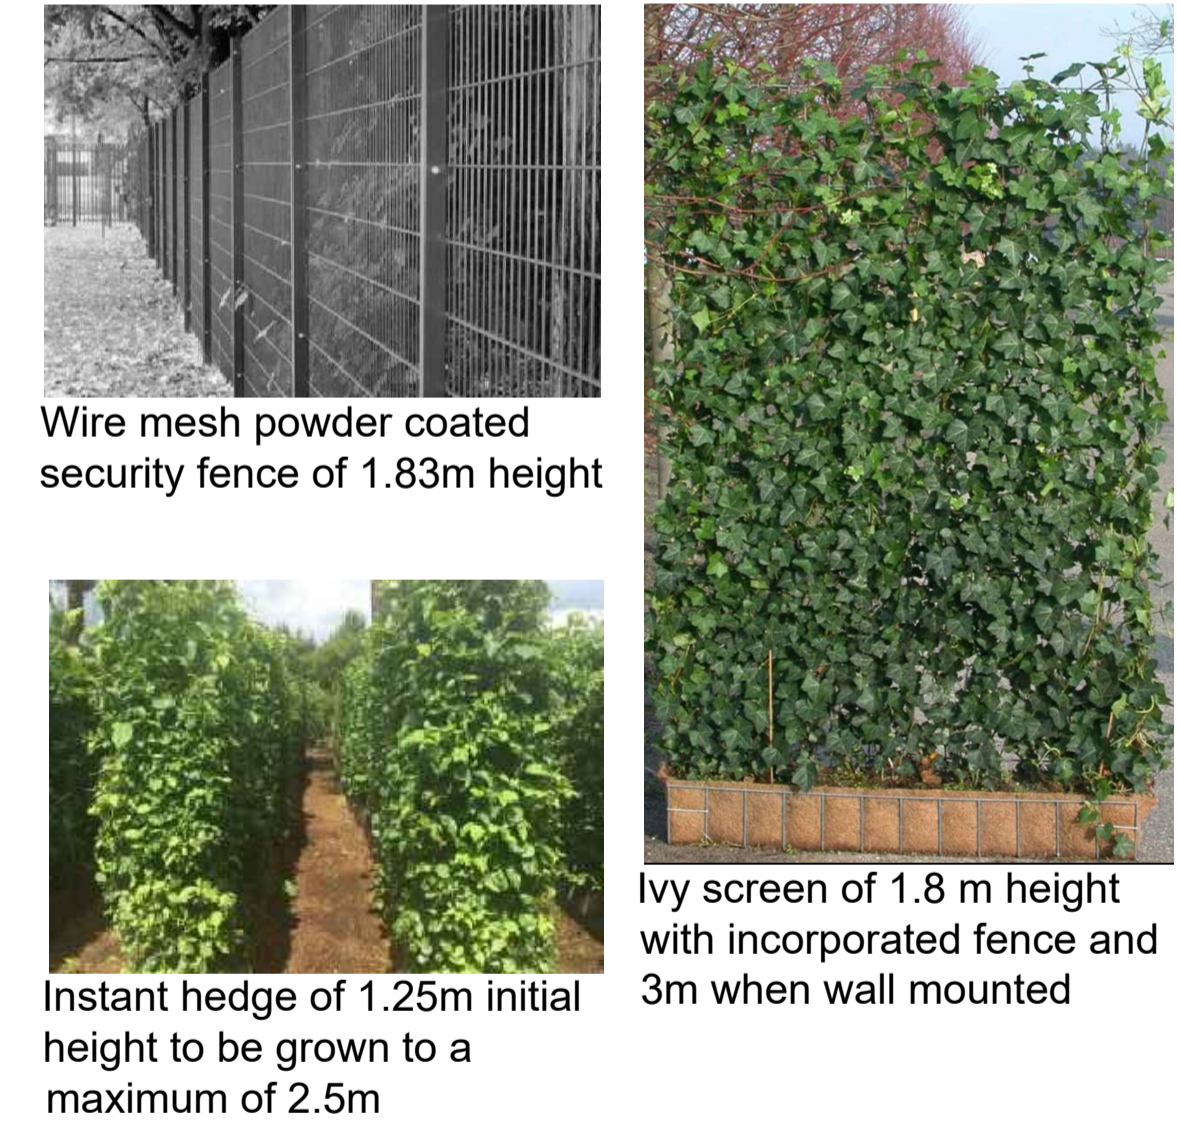 Wire mesh powder coated
security fence of 1.83m height
Instant hedge of 1.25m initial
height to be grown to a
maximum of 2.5m
Ivy screen of 1.8 m height
with incorporated fence and
3m when wall mounted